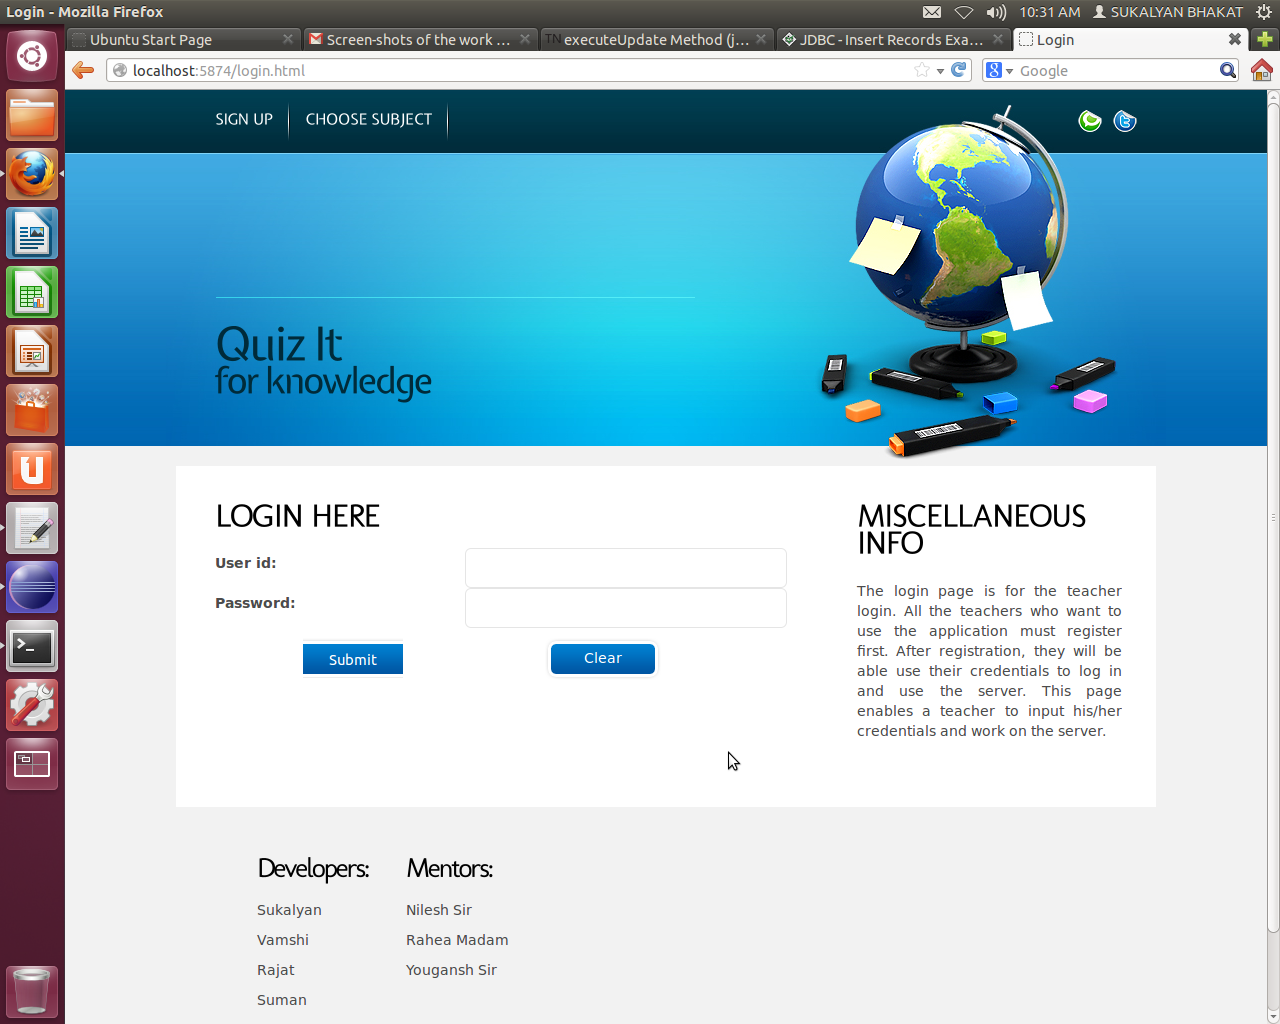 Login - Mozilla Firefox
10:31 AM SUKALYAN BHAKAT
Ubuntu Start Page
Screen-shots of the work ...
TN executeUpdate Method (j...
JDBC - Insert Records Exa...
Login
localhost:5874/login.html
8 Google
SIGN UP
CHOOSE SUBJECT
Quiz It
for knowledge
LOGIN HERE
User id:
Password:
Submit
Clear
MISCELLANEOUS
INFO
The login page is for the teacher
login. All the teachers who want to
use the application must register
first. After registration, they will be
able use their credentials to log in
and use the server. This page
enables a teacher to input his/her
credentials and work on the server.
Developers:
Sukalyan
Vamshi
Rajat
Suman
Mentors:
Nilesh Sir
Rahea Madam
Yougansh Sir